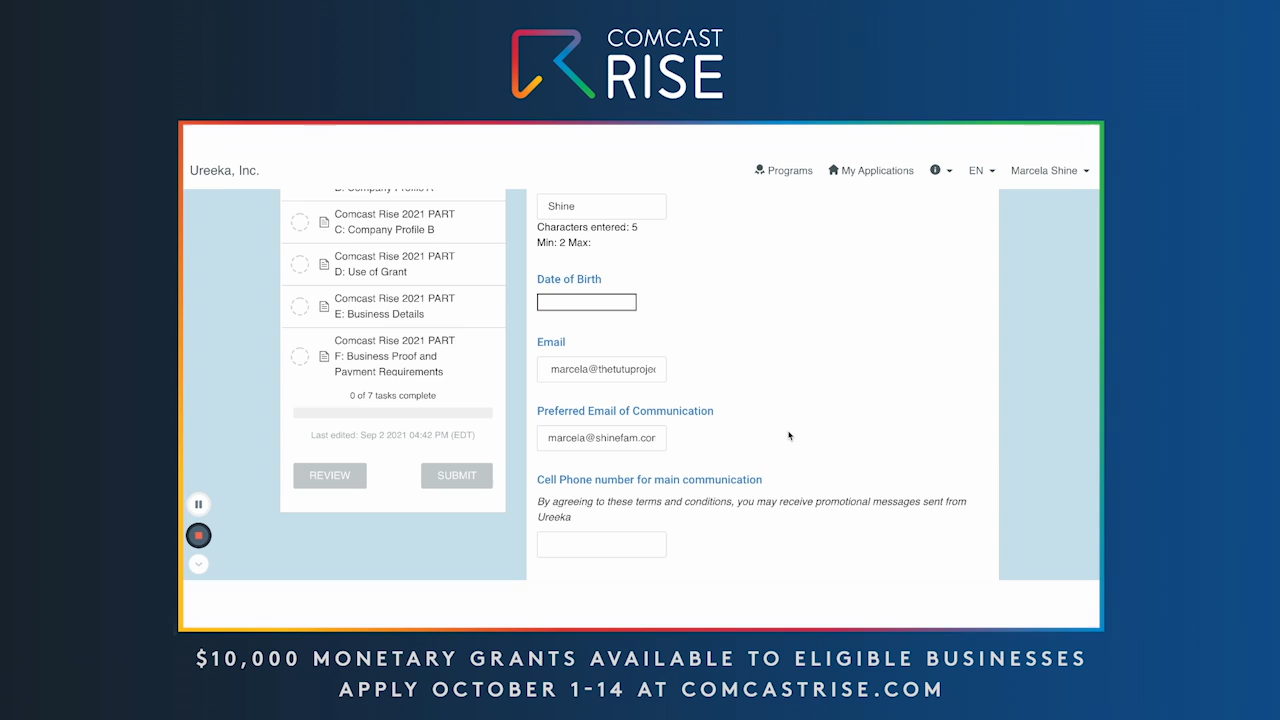 COMCAST
RISE
Ureeka, Inc.
Programs
My Applications
EN
Marcela Shine
Comcast Rise 2021 PART
C: Company Profile B
Comcast Rise 2021 PART
D: Use of Grant
Comcast Rise 2021 PART
E: Business Details
Comcast Rise 2021 PART
F: Business Proof and
Payment Requirements
0 of 7 tasks complete
Last edited: Sep 2 2021 04:42 PM (EDT)
REVIEW
SUBMIT
Shine
Characters entered: 5
Min: 2 Max:
Date of Birth
Email
marcela@thetutuprojec
Preferred Email of Communication
marcela@shinefam.cor
Cell Phone number for main communication
By agreeing to these terms and conditions, you may receive promotional messages sent from
Ureeka
$10,000 MONETARY GRANTS AVAILABLE TO ELIGIBLE BUSINESSES
APPLY OCTOBER 1-14 AT COMCASTRISE.COM